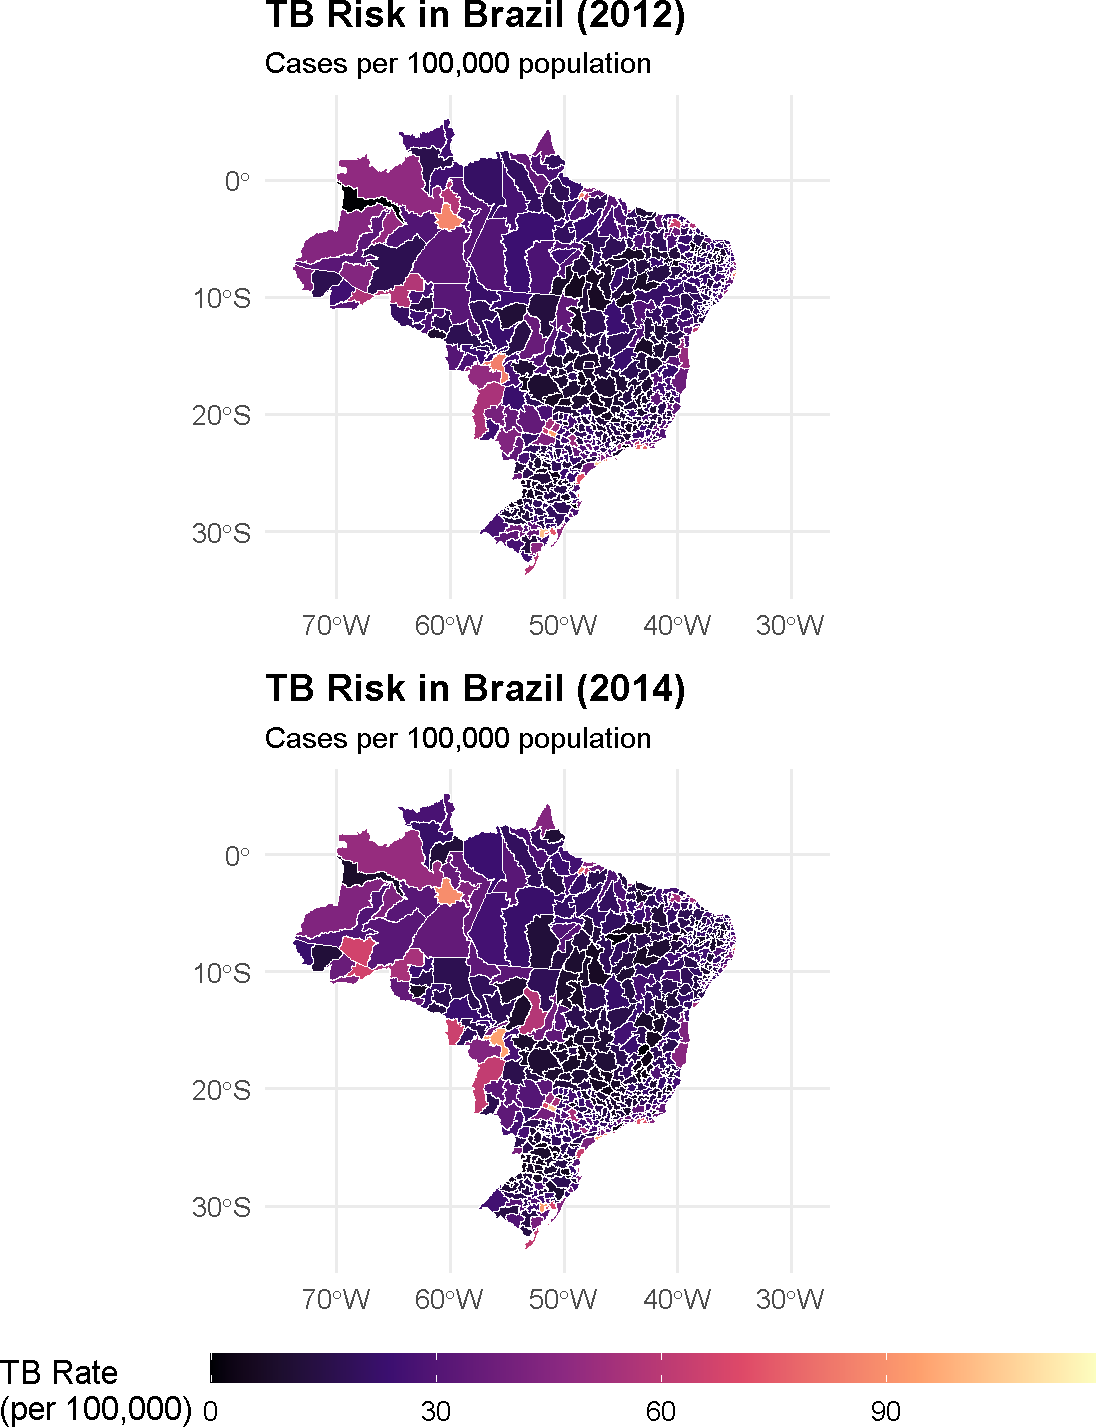 TB Risk in Brazil (2012)
Cases per 100,000 population
0°
10°S
20°S
30°S
70°W 60°W 50°W 40°W 30°W
TB Risk in Brazil (2014)
Cases per 100,000 population
0°
10°S
20°S
30°S
70°W 60°W 50°W 40°W 30°W
TB Rate
(per 100,000) 0 30 60 90